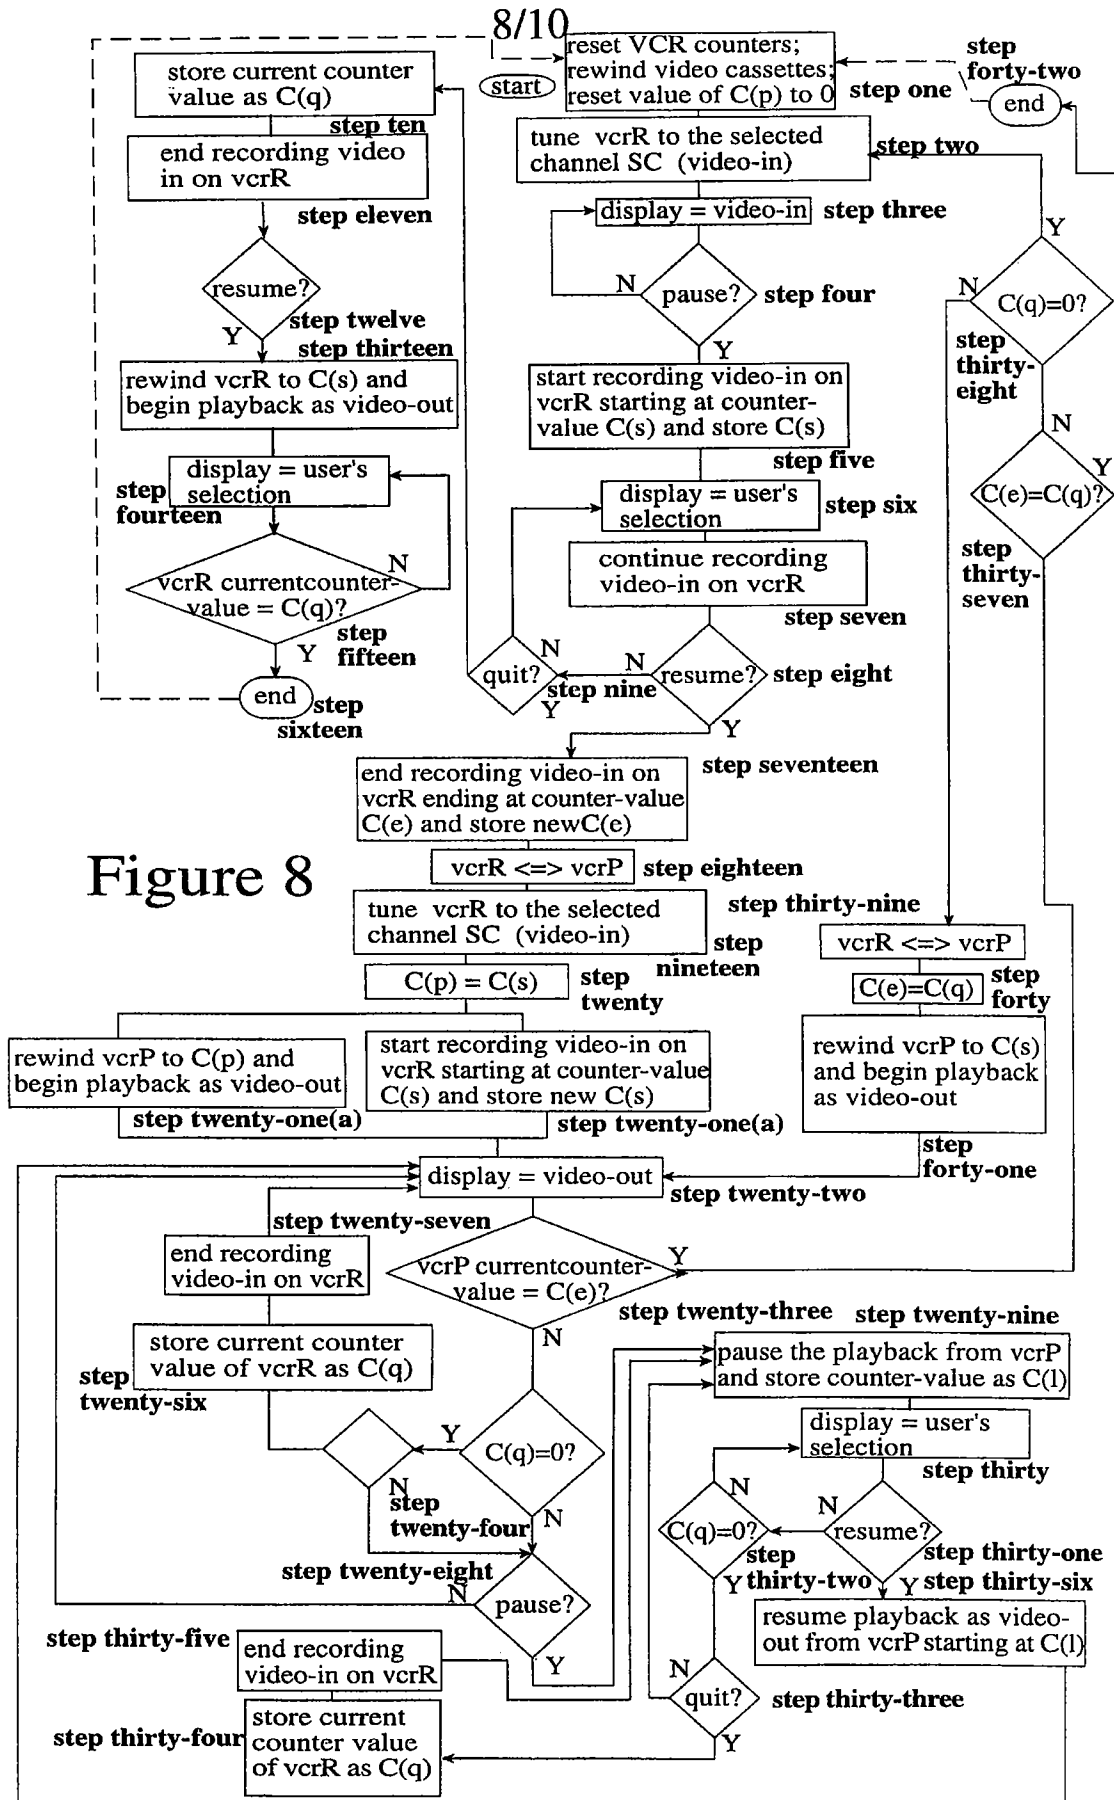 8/10
reset VCR counters;
rewind video cassettes;
reset value of C(p) to 0
step one
start
step
forty-two
end
store current counter
value as C(q)
step ten
end recording video
in on vcrR
step eleven
resume?
Y
step twelve
step thirteen
rewind vcrR to C(s) and
begin playback as video-out
display = user's
selection
step
fourteen
vcrR currentcounter-
value = C(q)?
N
Y
step
fifteen
end
step
sixteen
tune vcrR to the selected
channel SC (video-in)
step two
display = video-in
step three
N
pause?
step four
Y
start recording video-in on
vcrR starting at counter-
value C(s) and store C(s)
step five
display = user's
selection
step six
continue recording
video-in on vcrR
step seven
N
quit?
Y
step nine
N
resume?
step eight
Y
Y
N
C(q)=0?
step
thirty-
eight
N
Y
C(e)=C(q)?
step
thirty-
seven
end recording video-in on
vcrR ending at counter-value
C(e) and store newC(e)
step seventeen
Figure 8
vcrR <=> vcrP
step eighteen
tune vcrR to the selected
channel SC (video-in)
step
nineteen
C(p) = C(s)
step
twenty
step thirty-nine
vcrR <=> vcrP
C(e)=C(q)
step
forty
rewind vcrP to C(s)
and begin playback
as video-out
step
forty-one
rewind vcrP to C(p) and
begin playback as video-out
step twenty-one(a)
start recording video-in on
vcrR starting at counter-value
C(s) and store new C(s)
step twenty-one(a)
display = video-out
step twenty-two
step twenty-seven
end recording
video-in on vcrR
vcrP currentcounter-
value = C(e)?
Y
step twenty-three
N
store current counter
value of vcrR as C(q)
step
twenty-six
Y
C(q)=0?
N
N
step
twenty-four
step twenty-eight
N
pause?
Y
step twenty-nine
pause the playback from vcrP
and store counter-value as C(l)
display = user's
selection
step thirty
N
C(q)=0?
step
thirty-two
Y
N
resume?
step thirty-one
Y
step thirty-six
resume playback as video-
out from vcrP starting at C(l)
N
quit?
step thirty-three
Y
step thirty-five
end recording
video-in on vcrR
step thirty-four
store current
counter value
of vcrR as C(q)